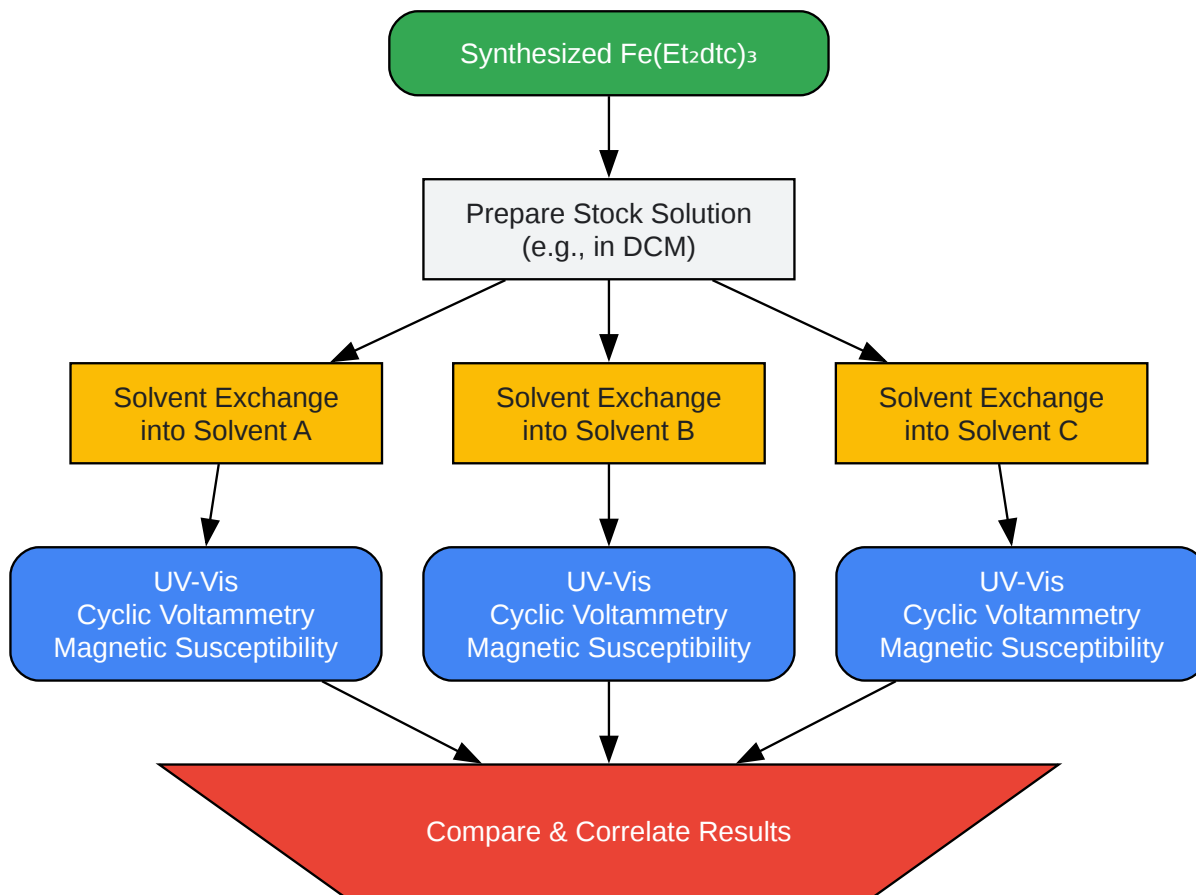 Synthesized Fe(Et₂dtc)₃
Prepare Stock Solution
(e.g., in DCM)
Solvent Exchange
into Solvent A
Solvent Exchange
into Solvent B
Solvent Exchange
into Solvent C
UV-Vis
Cyclic Voltammetry
Magnetic Susceptibility
UV-Vis
Cyclic Voltammetry
Magnetic Susceptibility
UV-Vis
Cyclic Voltammetry
Magnetic Susceptibility
Compare & Correlate Results